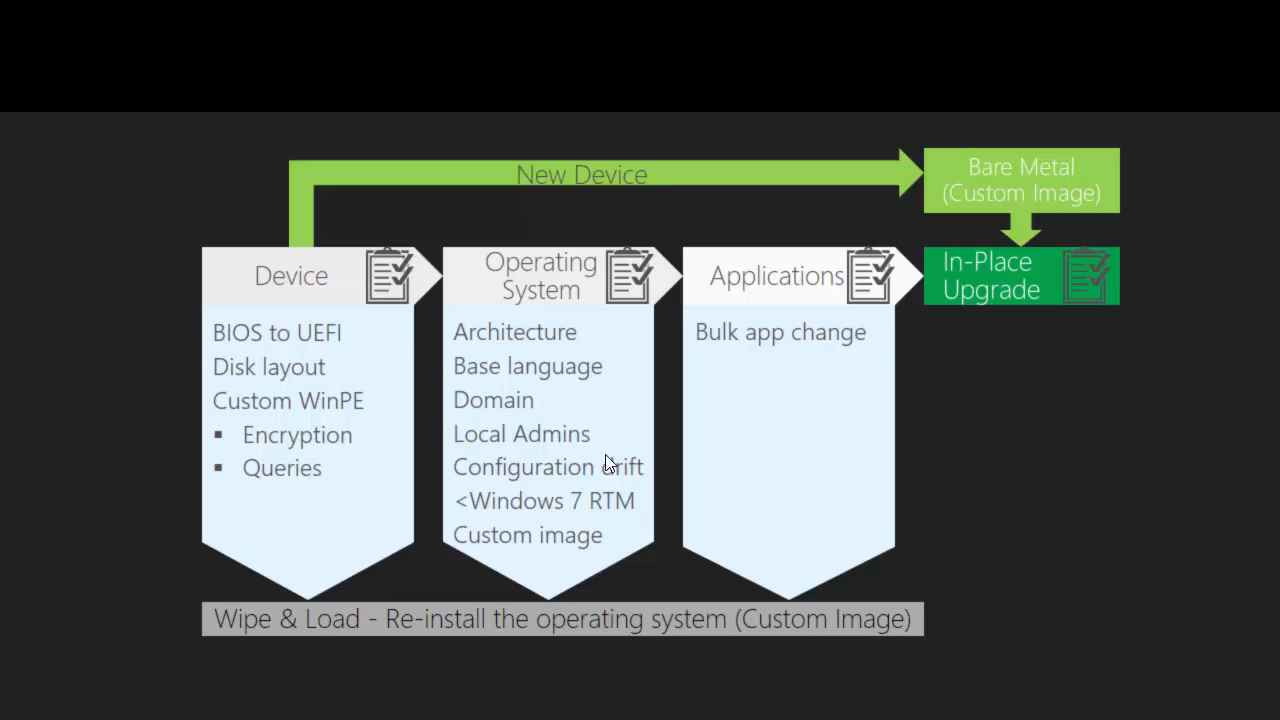 New Device
Bare Metal
(Custom Image)
Device
Operating
System
Applications
In-Place
Upgrade
BIOS to UEFI
Disk layout
Custom WinPE
▪ Encryption
▪ Queries
Architecture
Base language
Domain
Local Admins
Configuration drift
<Windows 7 RTM
Custom image
Bulk app change
Wipe & Load - Re-install the operating system (Custom Image)